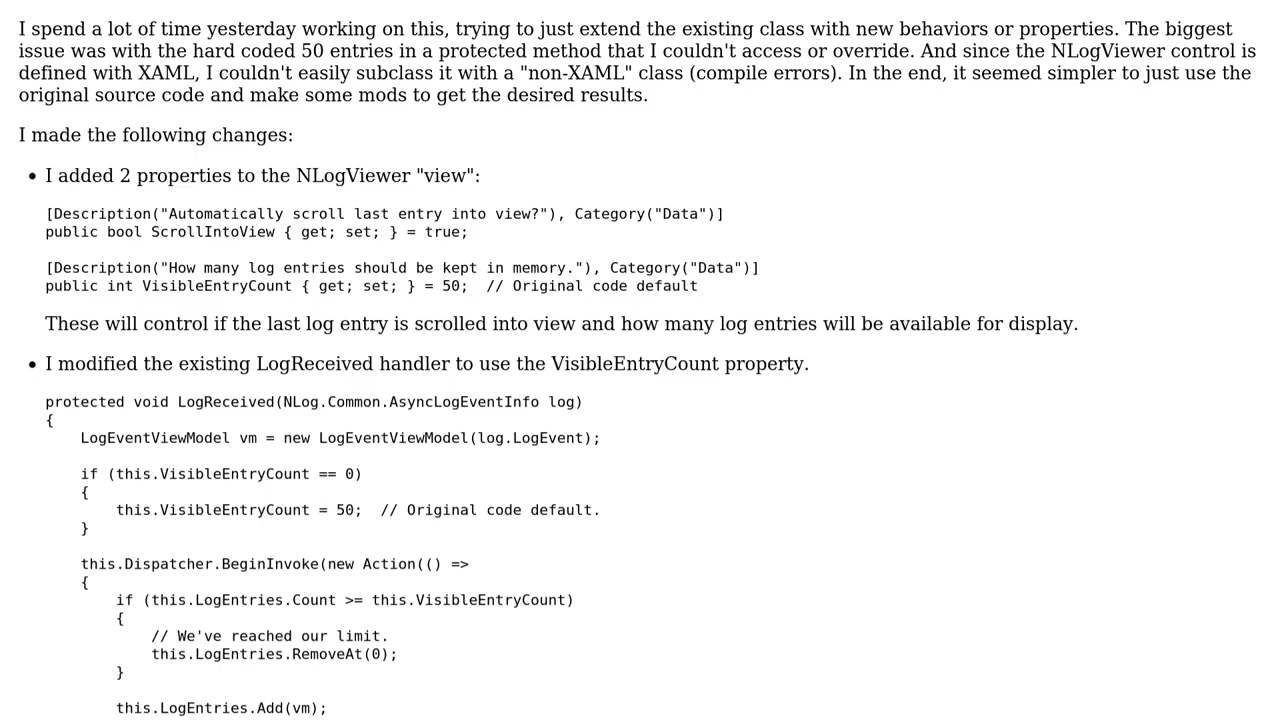 I spend a lot of time yesterday working on this, trying to just extend the existing class with new behaviors or properties. The biggest
issue was with the hard coded 50 entries in a protected method that I couldn't access or override. And since the NLogViewer control is
defined with XAML, I couldn't easily subclass it with a "non-XAML" class (compile errors). In the end, it seemed simpler to just use the
original source code and make some mods to get the desired results.
I made the following changes:
• I added 2 properties to the NLogViewer "view":
[Description("Automatically scroll last entry into view?"), Category("Data")]
public bool ScrollIntoView { get; set; } = true;
[Description("How many log entries should be kept in memory."), Category("Data")]
public int VisibleEntryCount { get; set; } = 50;  // Original code default
These will control if the last log entry is scrolled into view and how many log entries will be available for display.
• I modified the existing LogReceived handler to use the VisibleEntryCount property.
protected void LogReceived(NLog.Common.AsyncLogEventInfo log)
{
    LogEventViewModel vm = new LogEventViewModel(log.LogEvent);
    if (this.VisibleEntryCount == 0)
    {
        this.VisibleEntryCount = 50;  // Original code default.
    }
    this.Dispatcher.BeginInvoke(new Action(() =>
    {
        if (this.LogEntries.Count >= this.VisibleEntryCount)
        {
            // We've reached our limit.
            this.LogEntries.RemoveAt(0);
        }
        this.LogEntries.Add(vm);